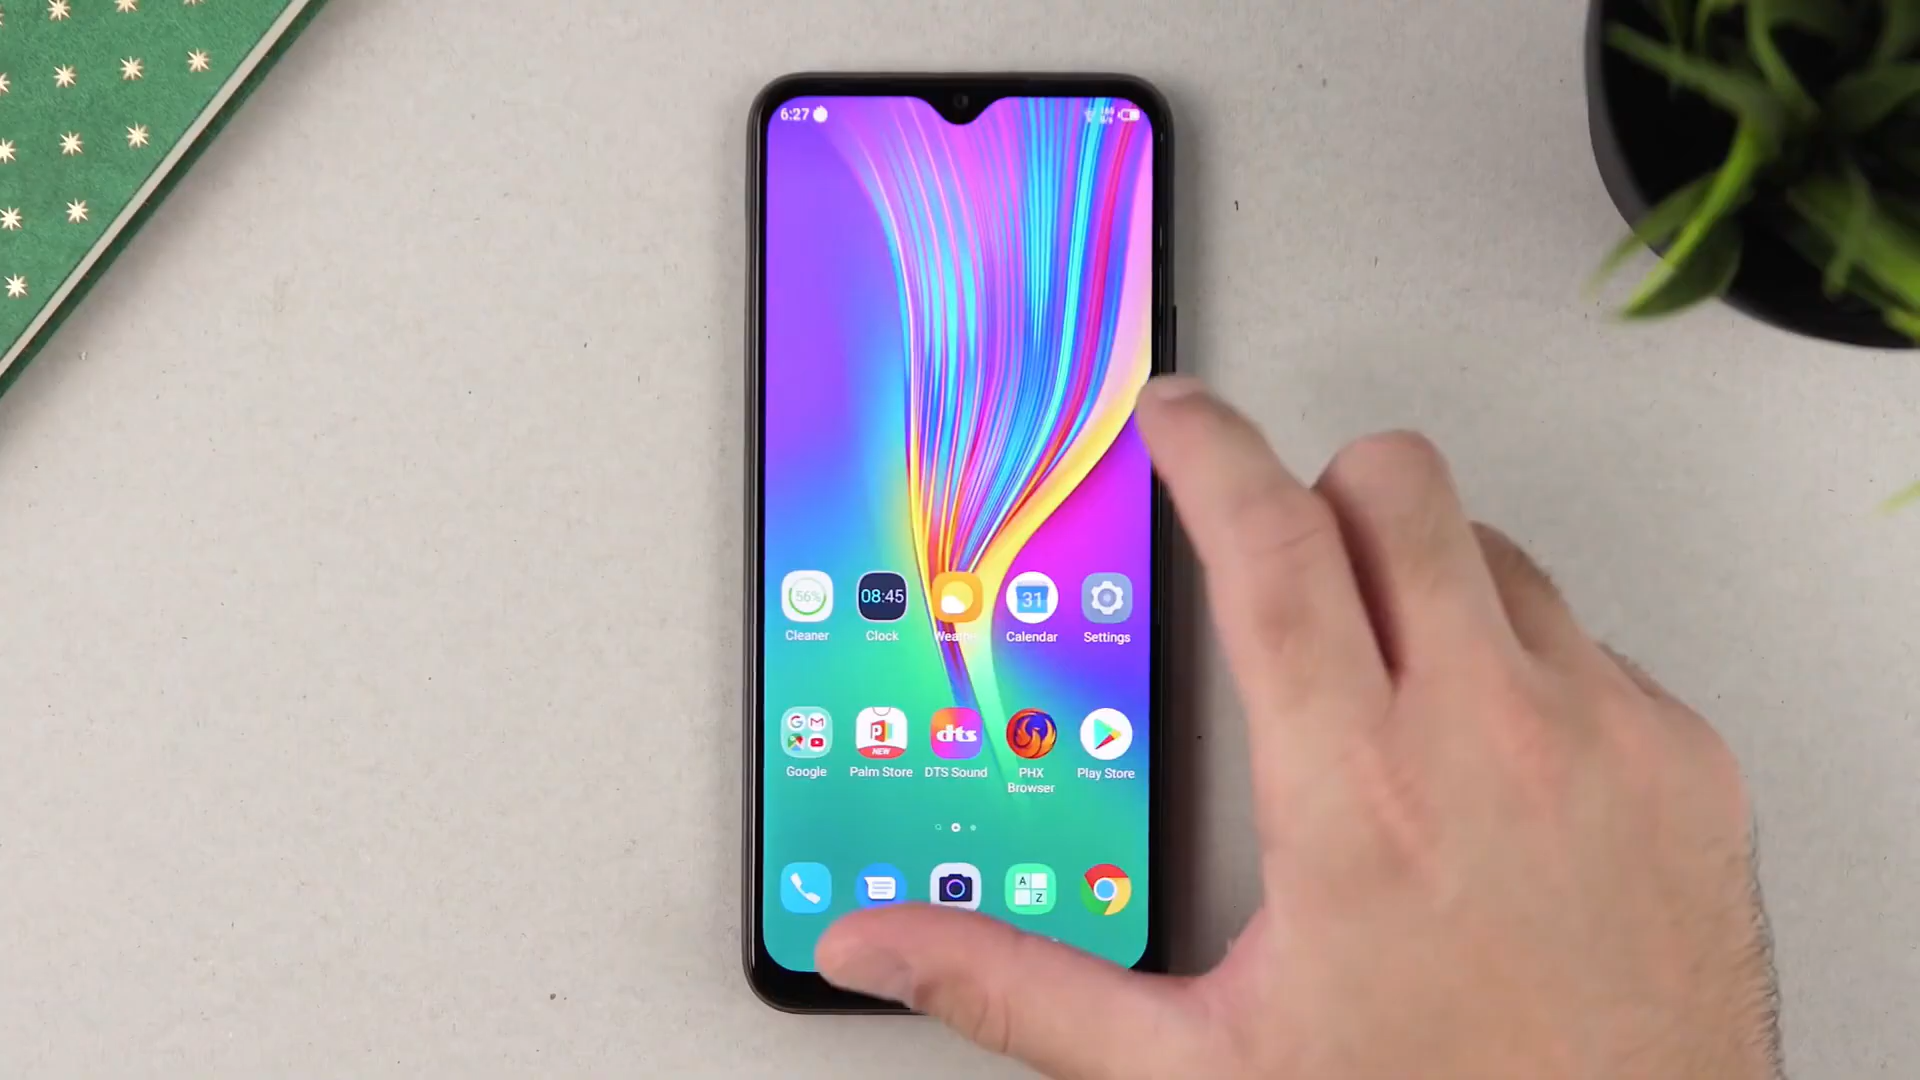 6:27
56%
08:45
31
Cleaner
Clock
Weather
Calendar
Settings
G
M
P
NEW
dts
Google
Palm Store
DTS Sound
PHX
Browser
Play Store
A
Z